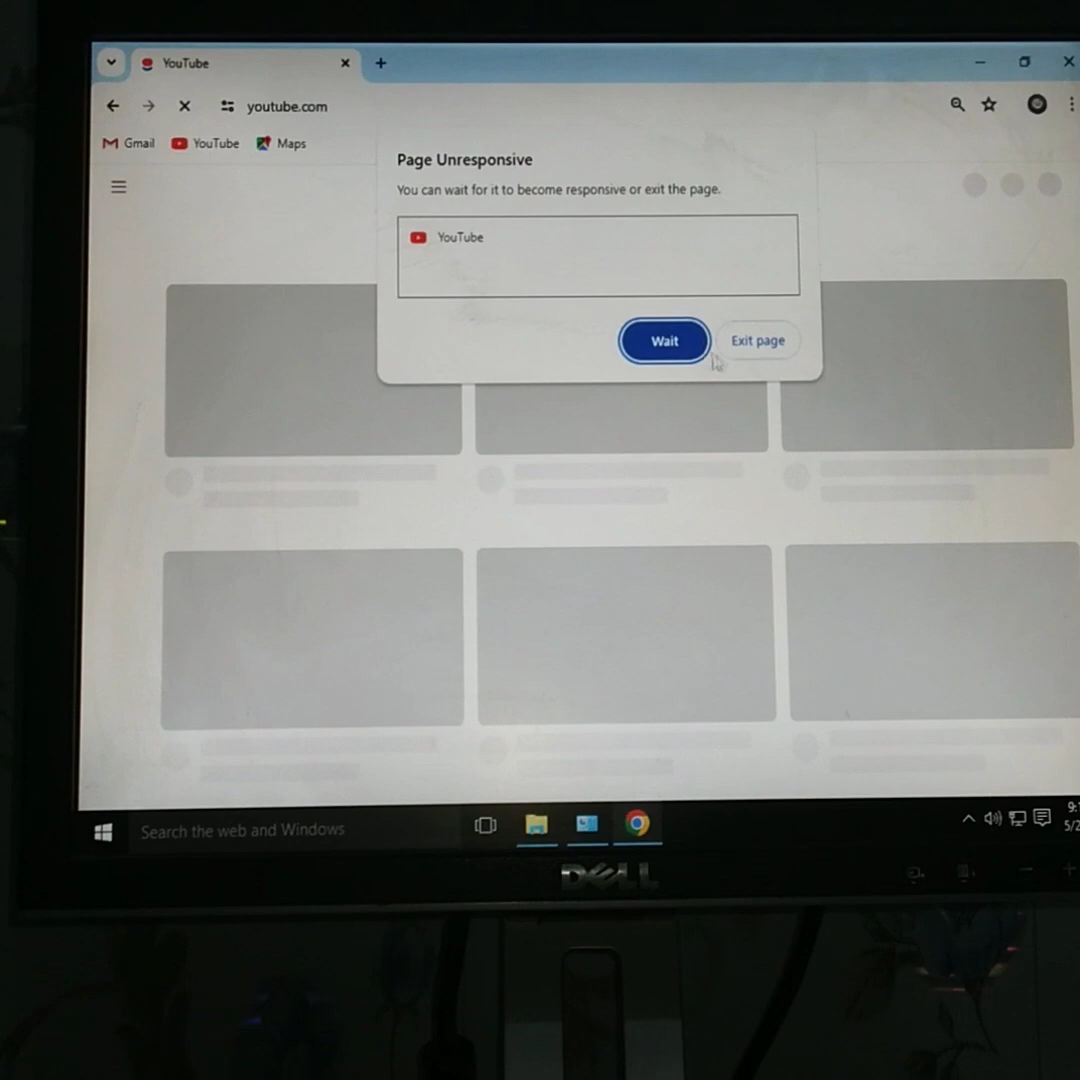 YouTube
youtube.com
Gmail YouTube Maps
Page Unresponsive
You can wait for it to become responsive or exit the page.
YouTube
Wait Exit page
Search the web and Windows
DELL